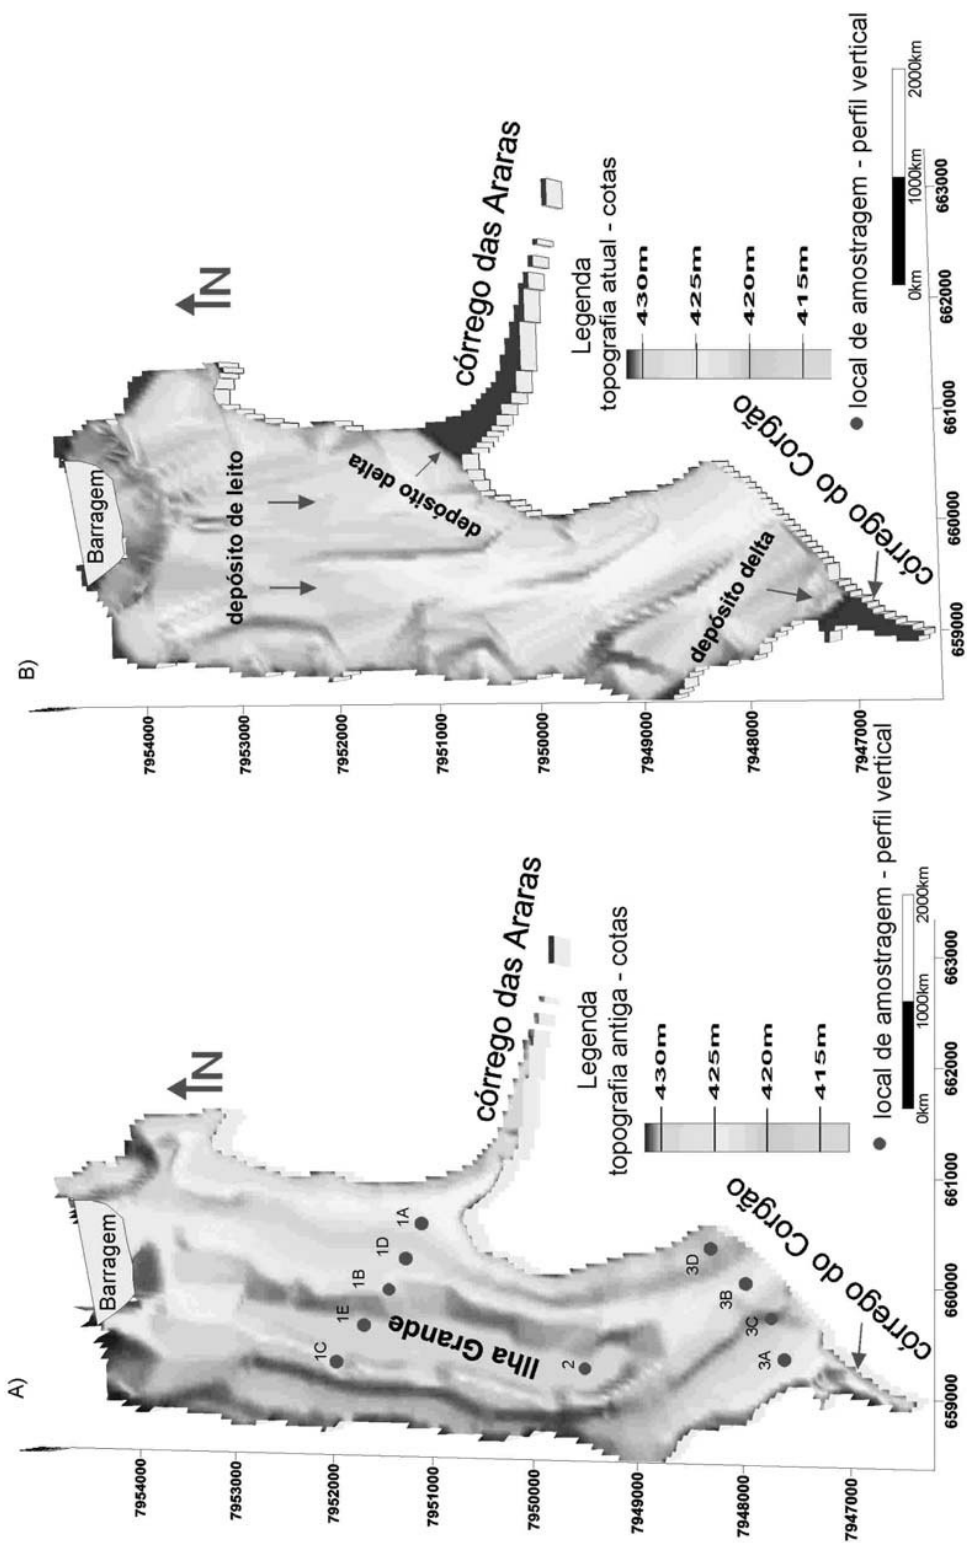 A)
Barragem
N
córrego das Araras
1A
1D
1B
1E
1C
Ilha Grande
2
3D
3B
3C
3A
córrego do Corgão
Legenda
topografia antiga - cotas
430m
425m
420m
415m
local de amostragem - perfil vertical
0km
1000km
2000km
7954000
7953000
7952000
7951000
7950000
7949000
7948000
7947000
659000
660000
661000
662000
663000
B)
Barragem
N
depósito de leito
depósito delta
córrego das Araras
depósito delta
córrego do Corgão
Legenda
topografia atual - cotas
430m
425m
420m
415m
local de amostragem - perfil vertical
0km
1000km
2000km
7954000
7953000
7952000
7951000
7950000
7949000
7948000
7947000
659000
660000
661000
662000
663000